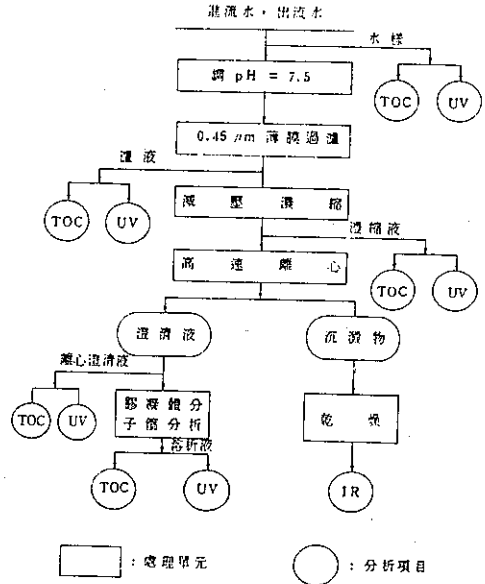 進流水，出流水
水樣
調 pH = 7.5
TOC
UV
0.45 μm 薄膜過濾
濾液
減壓濃縮
TOC
UV
濃縮液
高速離心
TOC
UV
澄清液
沉澱物
離心澄清液
膠凝鏡分
子篩分析
乾燥
TOC
UV
溶析液
TOC
UV
IR
：處理單元
：分析項目